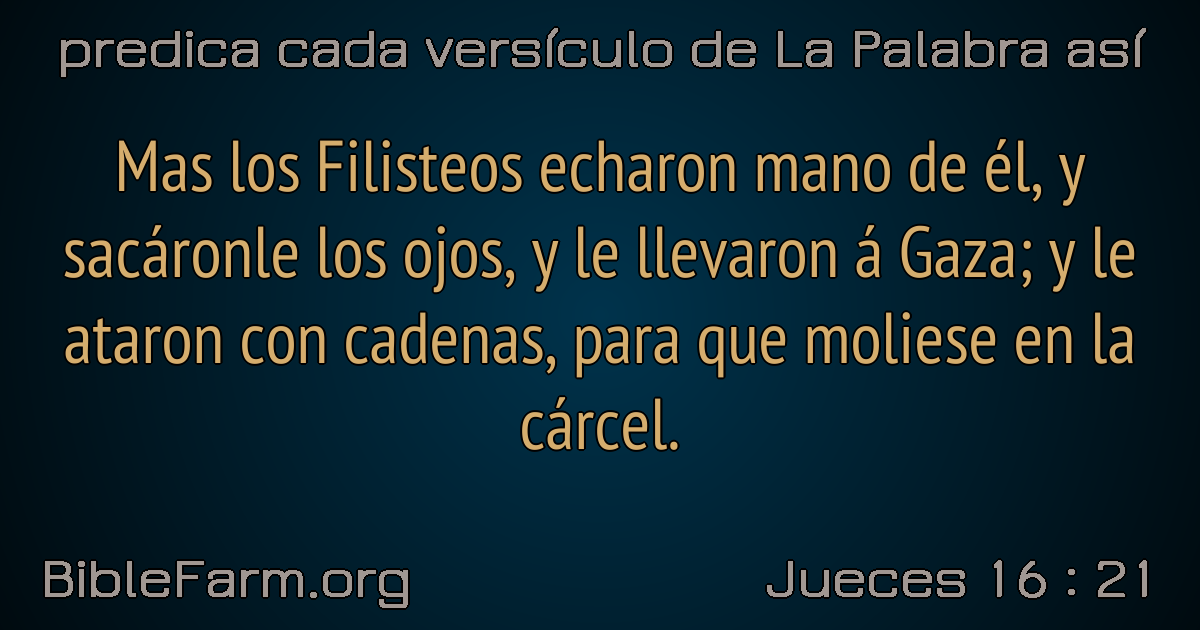 predica cada versículo de La Palabra así
Mas los Filisteos echaron mano de él, y
sacáronle los ojos, y le llevaron á Gaza; y le
ataron con cadenas, para que moliese en la
cárcel.
BibleFarm.org
Jueces 16 : 21